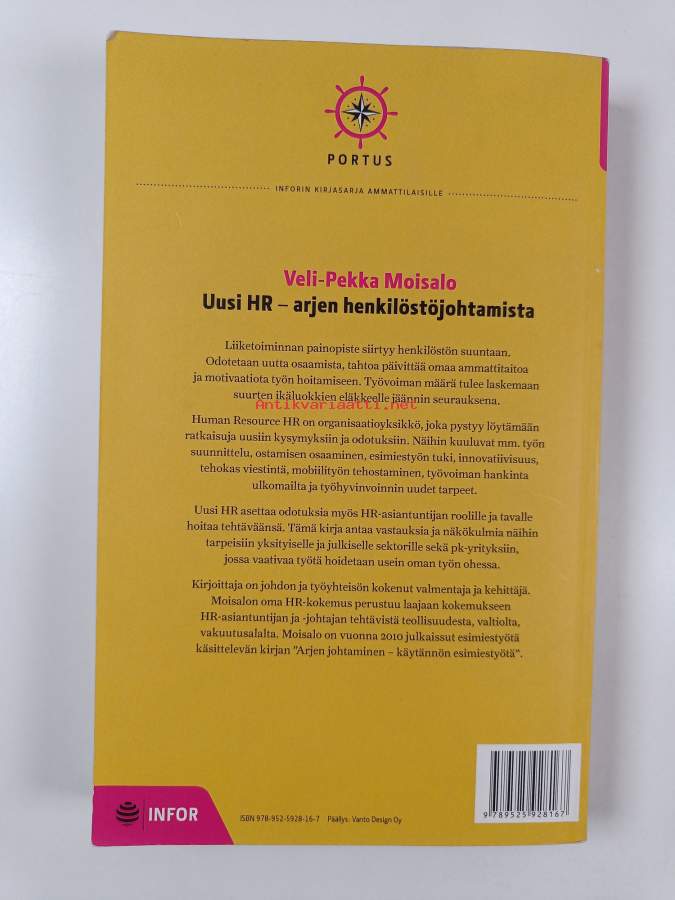 PORTUS
INFORIN KIRJASARJA AMMATTILAISILLE
Veli-Pekka Moisalo
Uusi HR – arjen henkilöstöjohtamista
Liiketoiminnan painopiste siirtyy henkilöstön suuntaan.
Odotetaan uutta osaamista, tahtoa päivittää omaa ammattitaitoa
ja motivaatiota työn hoitamiseen. Työvoiman määrä tulee laskemaan
suurten ikäluokkien eläkkeelle jäännin seurauksena.
Antikvariaatti.net
Human Resource HR on organisaatioyksikkö, joka pystyy löytämään
ratkaisuja uusiin kysymyksiin ja odotuksiin. Näihin kuuluvat mm. työn
suunnittelu, ostamisen osaaminen, esimiestyön tuki, innovatiivisuus,
tehokas viestintä, mobiilityön tehostaminen, työvoiman hankinta
ulkomailta ja työhyvinvoinnin uudet tarpeet.
Uusi HR asettaa odotuksia myös HR-asiantuntijan roolille ja tavalle
hoitaa tehtäväänsä. Tämä kirja antaa vastauksia ja näkökulmia näihin
tarpeisiin yksityiselle ja julkiselle sektorille sekä pk-yrityksiin,
jossa vaativaa työtä hoidetaan usein oman työn ohessa.
Kirjoittaja on johdon ja työyhteisön kokenut valmentaja ja kehittäjä.
Moisalon oma HR-kokemus perustuu laajaan kokemukseen
HR-asiantuntijan ja -johtajan tehtävistä teollisuudesta, valtiolta,
vakuutusalalta. Moisalo on vuonna 2010 julkaissut esimiestyötä
käsittelevän kirjan ”Arjen johtaminen – käytännön esimiestyötä”.
INFOR
ISBN 978-952-5928-16-7 Päällys: Vanto Design Oy
9 789525 928167